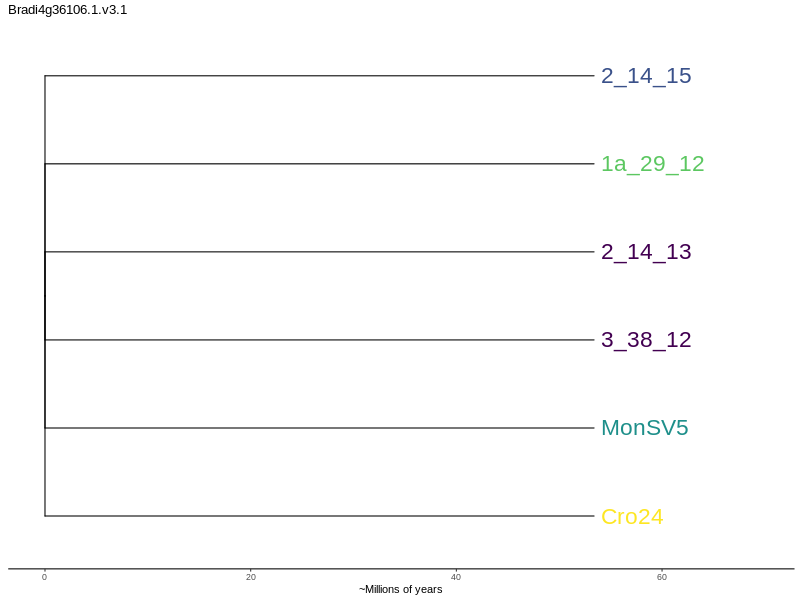 Bradi4g36106.1.v3.1
2_14_15
1a_29_12
2_14_13
3_38_12
MonSV5
Cro24
0 20 40 60
~Millions of years